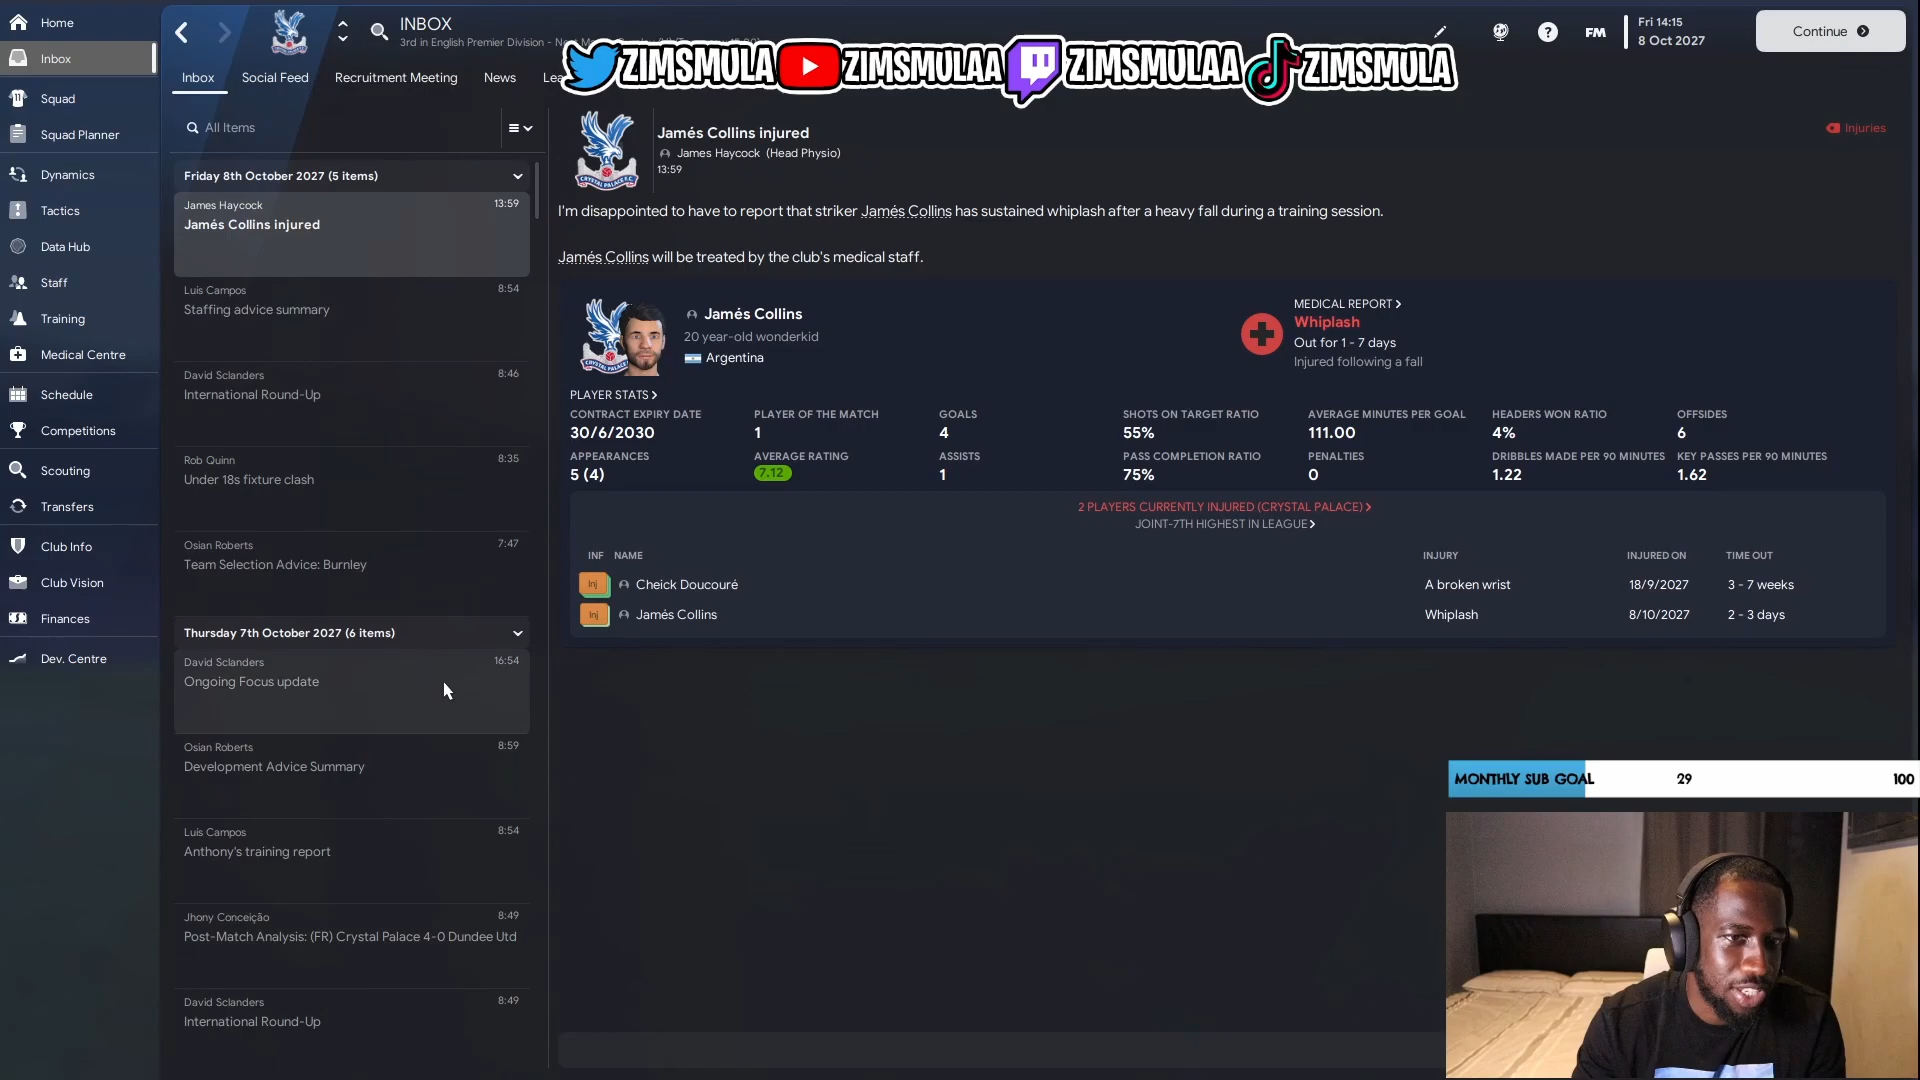 Home
Inbox
Squad
Squad Planner
Dynamics
Tactics
Data Hub
Staff
Training
Medical Centre
Schedule
Competitions
Scouting
Transfers
Club Info
Club Vision
Finances
Dev. Centre
INBOX
3rd in English Premier Division -
Fri 14:15
8 Oct 2027
FM
Continue
ZIMSMULA ZIMSMULAA ZIMSMULAA ZIMSMULA
Inbox Social Feed Recruitment Meeting News
All Items
Friday 8th October 2027 (5 items)
James Haycock 13:59
Jamés Collins injured
Luis Campos 8:54
Staffing advice summary
David Sclanders 8:46
International Round-Up
Rob Quinn 8:35
Under 18s fixture clash
Osian Roberts 7:47
Team Selection Advice: Burnley
Thursday 7th October 2027 (6 items)
David Sclanders 16:54
Ongoing Focus update
Osian Roberts 8:59
Development Advice Summary
Luis Campos 8:54
Anthony's training report
Jhony Conceição 8:49
Post-Match Analysis: (FR) Crystal Palace 4-0 Dundee Utd
David Sclanders 8:49
International Round-Up
CRYSTAL PALACE F.C.
Jamés Collins injured
James Haycock (Head Physio)
13:59
Injuries
I'm disappointed to have to report that striker Jamés Collins has sustained whiplash after a heavy fall during a training session.
Jamés Collins will be treated by the club's medical staff.
Jamés Collins
20 year-old wonderkid
Argentina
MEDICAL REPORT >
Whiplash
Out for 1 - 7 days
Injured following a fall
PLAYER STATS >
CONTRACT EXPIRY DATE PLAYER OF THE MATCH GOALS SHOTS ON TARGET RATIO AVERAGE MINUTES PER GOAL HEADERS WON RATIO OFFSIDES
30/6/2030 1 4 55% 111.00 4% 6
APPEARANCES AVERAGE RATING ASSISTS PASS COMPLETION RATIO PENALTIES DRIBBLES MADE PER 90 MINUTES KEY PASSES PER 90 MINUTES
5 (4) 7.12 1 75% 0 1.22 1.62
2 PLAYERS CURRENTLY INJURED (CRYSTAL PALACE) >
JOINT-7TH HIGHEST IN LEAGUE >
INF NAME INJURY INJURED ON TIME OUT
Inj Cheick Doucouré A broken wrist 18/9/2027 3 - 7 weeks
Inj Jamés Collins Whiplash 8/10/2027 2 - 3 days
MONTHLY SUB GOAL 29 100